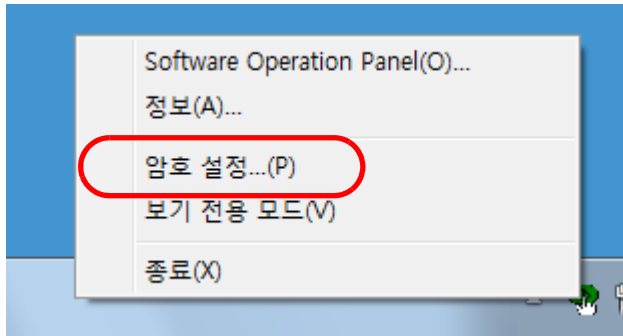 Software Operation Panel(O)...
정보(A)...
암호 설정...(P)
보기 전용 모드(V)
종료(X)